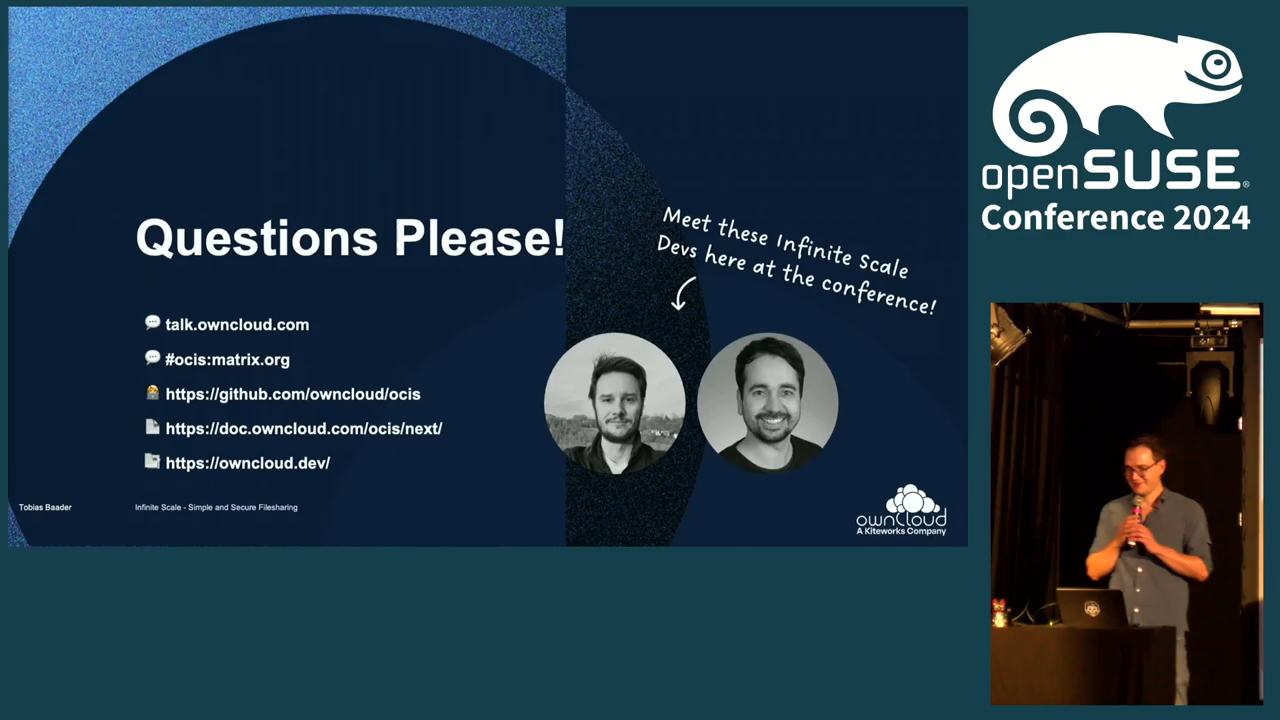 Questions Please!
talk.owncloud.com
#ocis:matrix.org
https://github.com/owncloud/ocis
https://doc.owncloud.com/ocis/next/
https://owncloud.dev/
Meet these Infinite Scale
Devs here at the conference!
Tobias Baader
Infinite Scale - Simple and Secure Filesharing
ownCloud
A Kiteworks Company
openSUSE®
Conference 2024